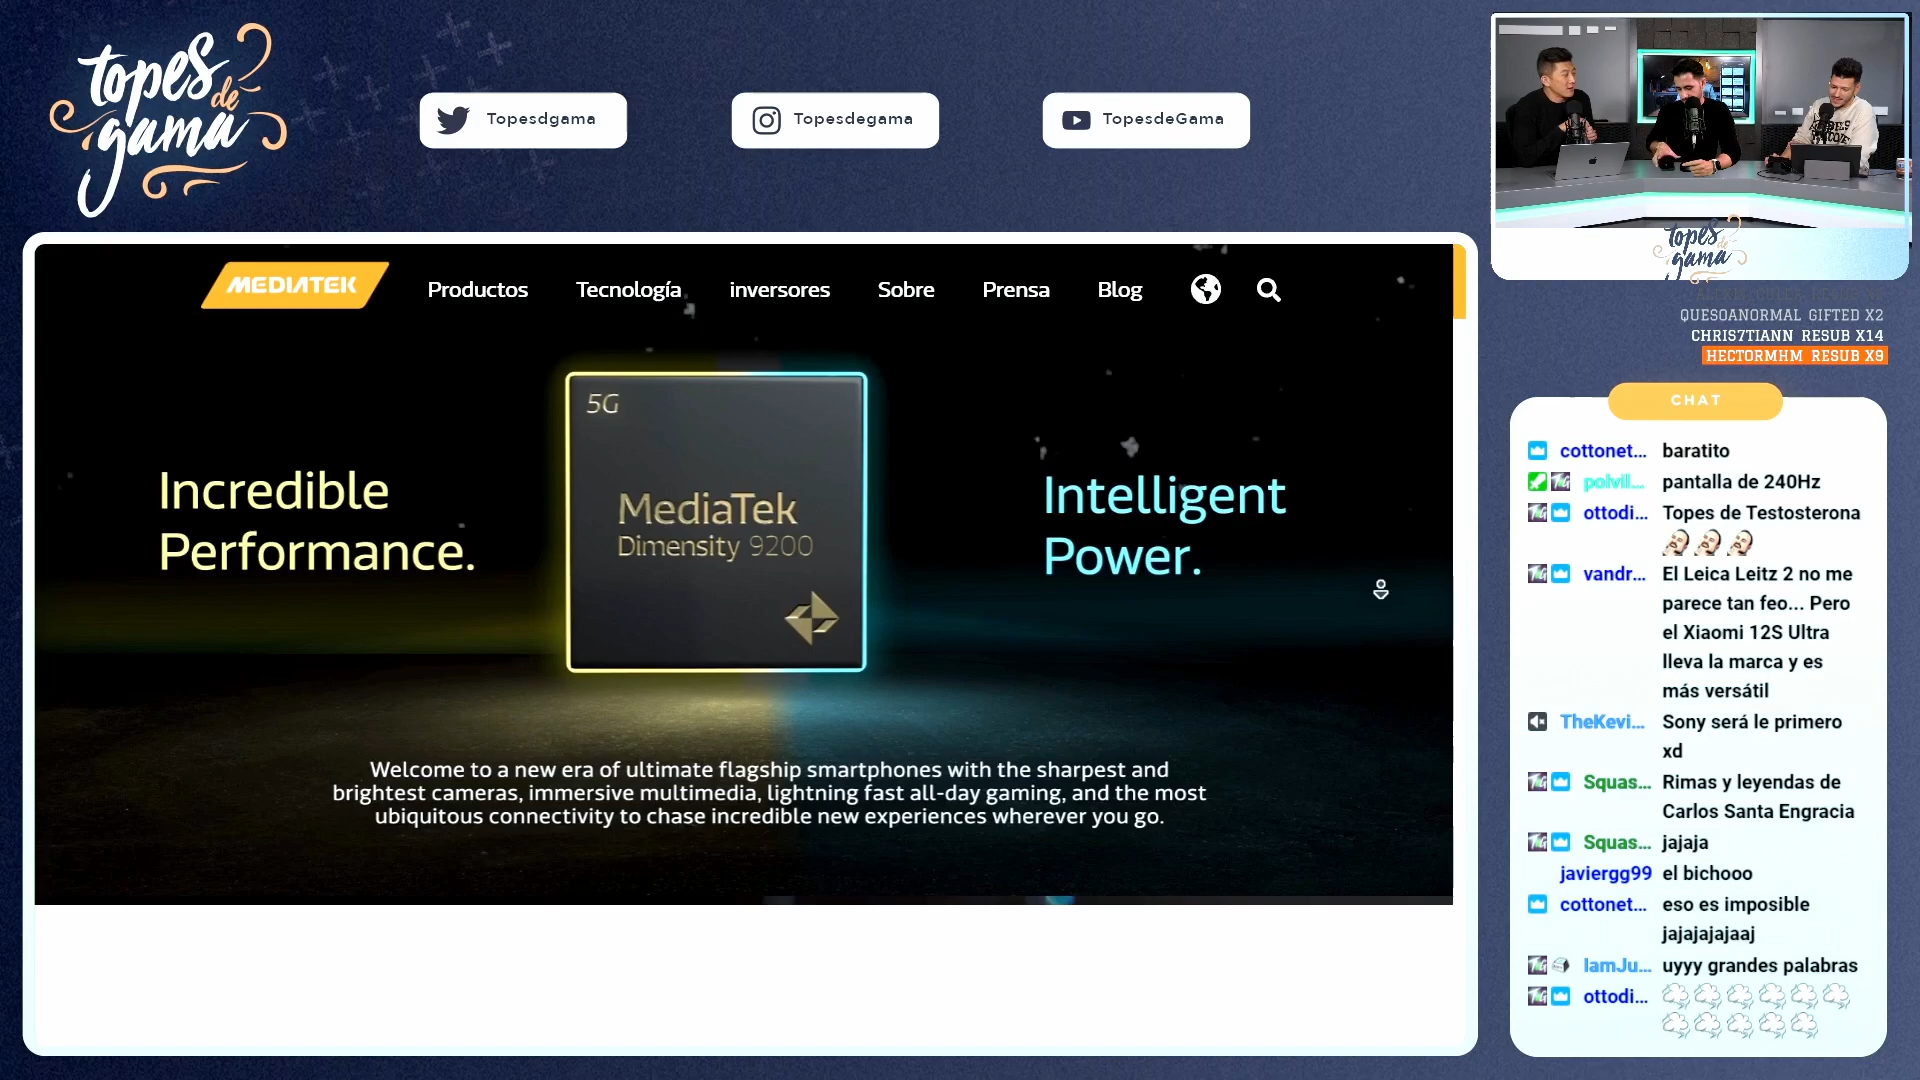 topes
de
gama
Topesdgama
Topesdegama
TopesdeGama
MEDIATEK
Productos
Tecnología
inversores
Sobre
Prensa
Blog
5G
MediaTek
Dimensity 9200
Incredible
Performance.
Intelligent
Power.
Welcome to a new era of ultimate flagship smartphones with the sharpest and
brightest cameras, immersive multimedia, lightning fast all-day gaming, and the most
ubiquitous connectivity to chase incredible new experiences wherever you go.
topes
de
gama
QUESOANORMAL GIFTED X2
CHRIS7TIANN RESUB X14
HECTORMHM RESUB X9
CHAT
cottonet... baratito
polvil... pantalla de 240Hz
ottodi... Topes de Testosterona
vandr... El Leica Leitz 2 no me
parece tan feo... Pero
el Xiaomi 12S Ultra
lleva la marca y es
más versátil
TheKevi... Sony será le primero
xd
Squas... Rimas y leyendas de
Carlos Santa Engracia
Squas... jajaja
javiergg99 el bichooo
cottonet... eso es imposible
jajajajajaaj
IamJu... uyyy grandes palabras
ottodi...